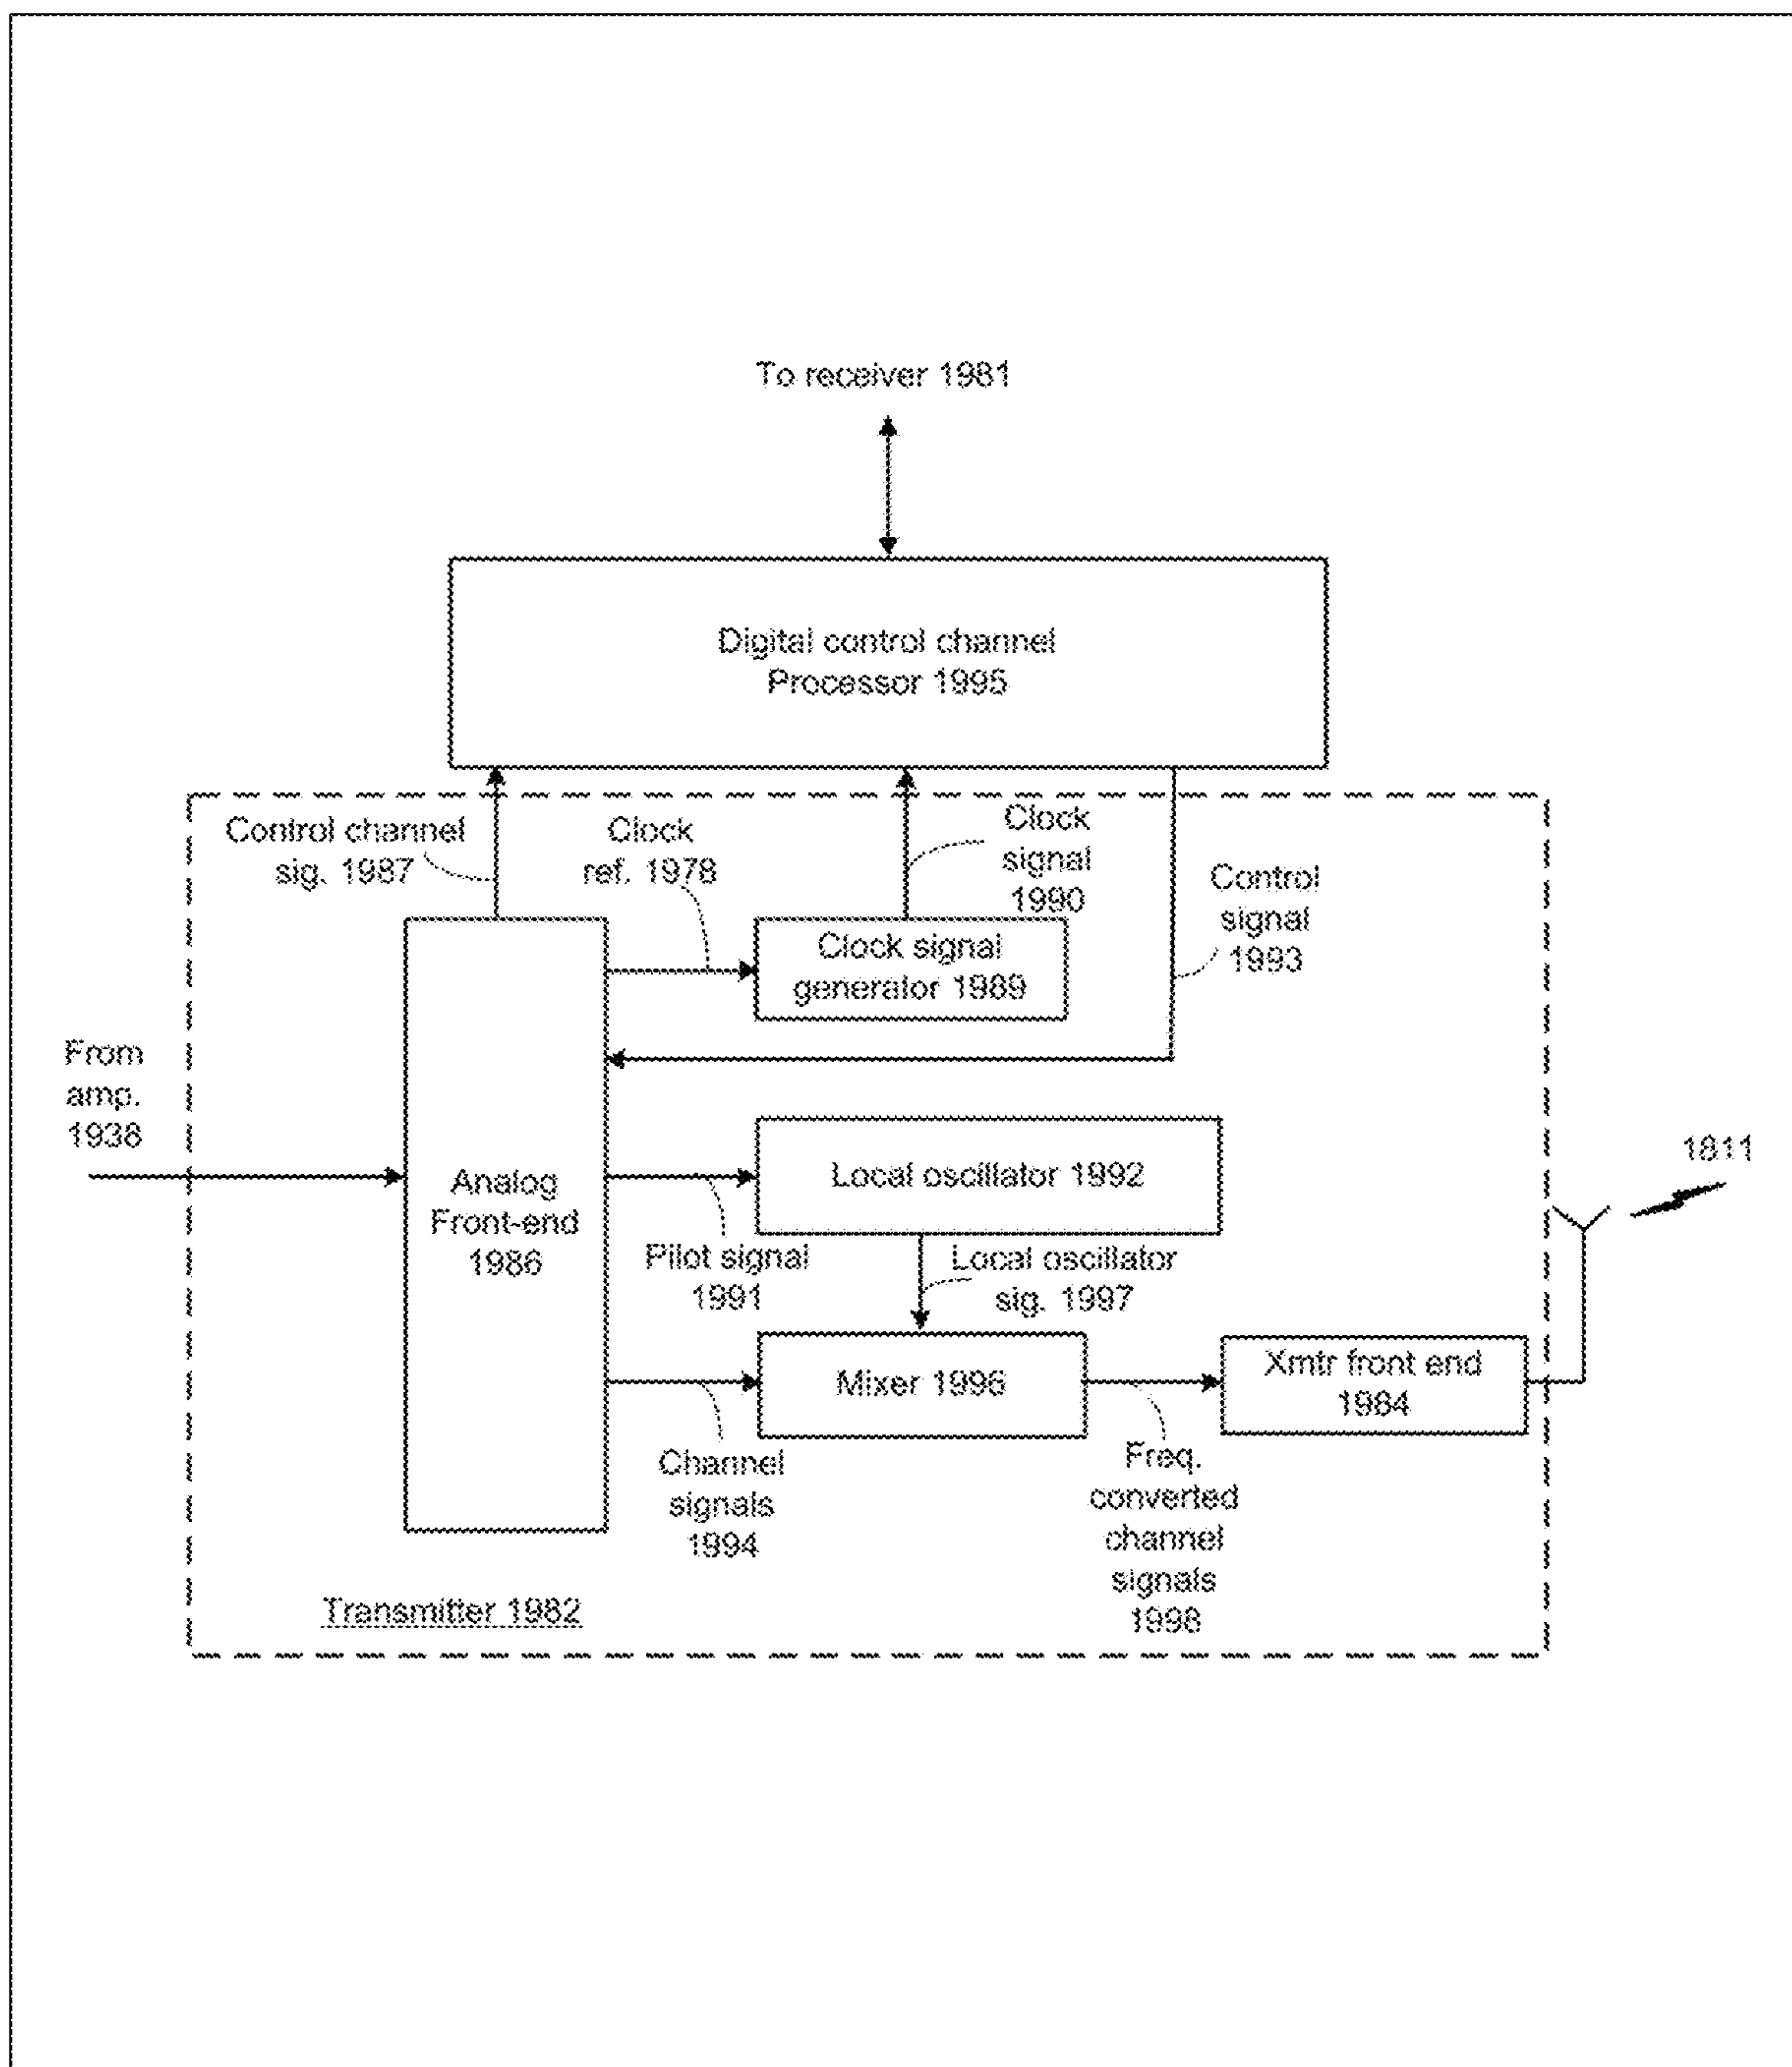 To receiver 1981
Digital control channel
Processor 1995
Control channel
sig. 1987
Clock
ref. 1978
Clock
signal
1990
Control
signal
1993
Clock signal
generator 1989
From
amp.
1938
Analog
Front-end
1986
Local oscillator 1992
1811
Pilot signal
1991
Local oscillator
sig. 1997
Mixer 1996
Xmtr front end
1984
Channel
signals
1994
Freq.
converted
channel
signals
1998
Transmitter 1982